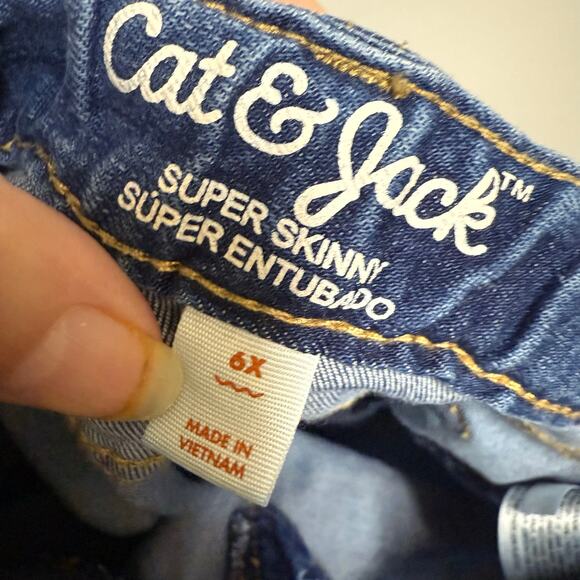 Cat & Jack™
SUPER SKINNY
SÚPER ENTUBADO
6X
MADE IN
VIETNAM